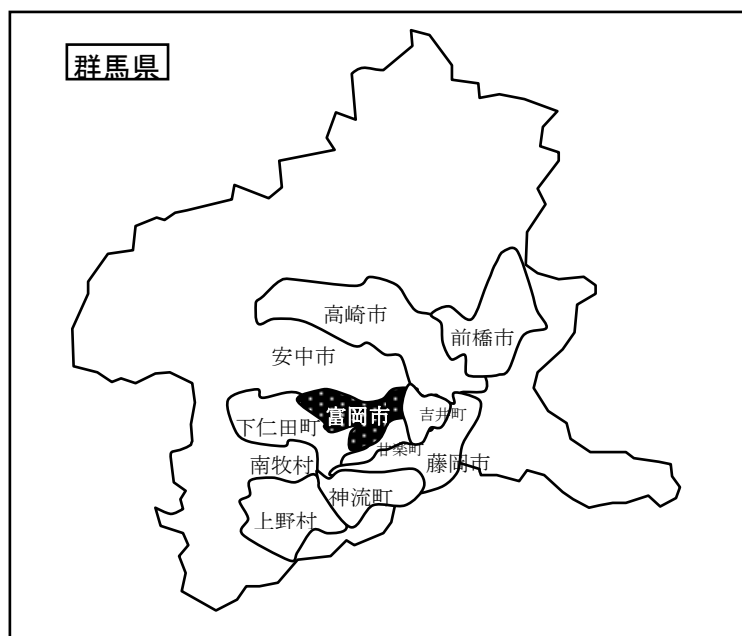 群馬県
高崎市
前橋市
安中市
富岡市
吉井町
下仁田町
甘楽町
藤岡市
南牧村
神流町
上野村